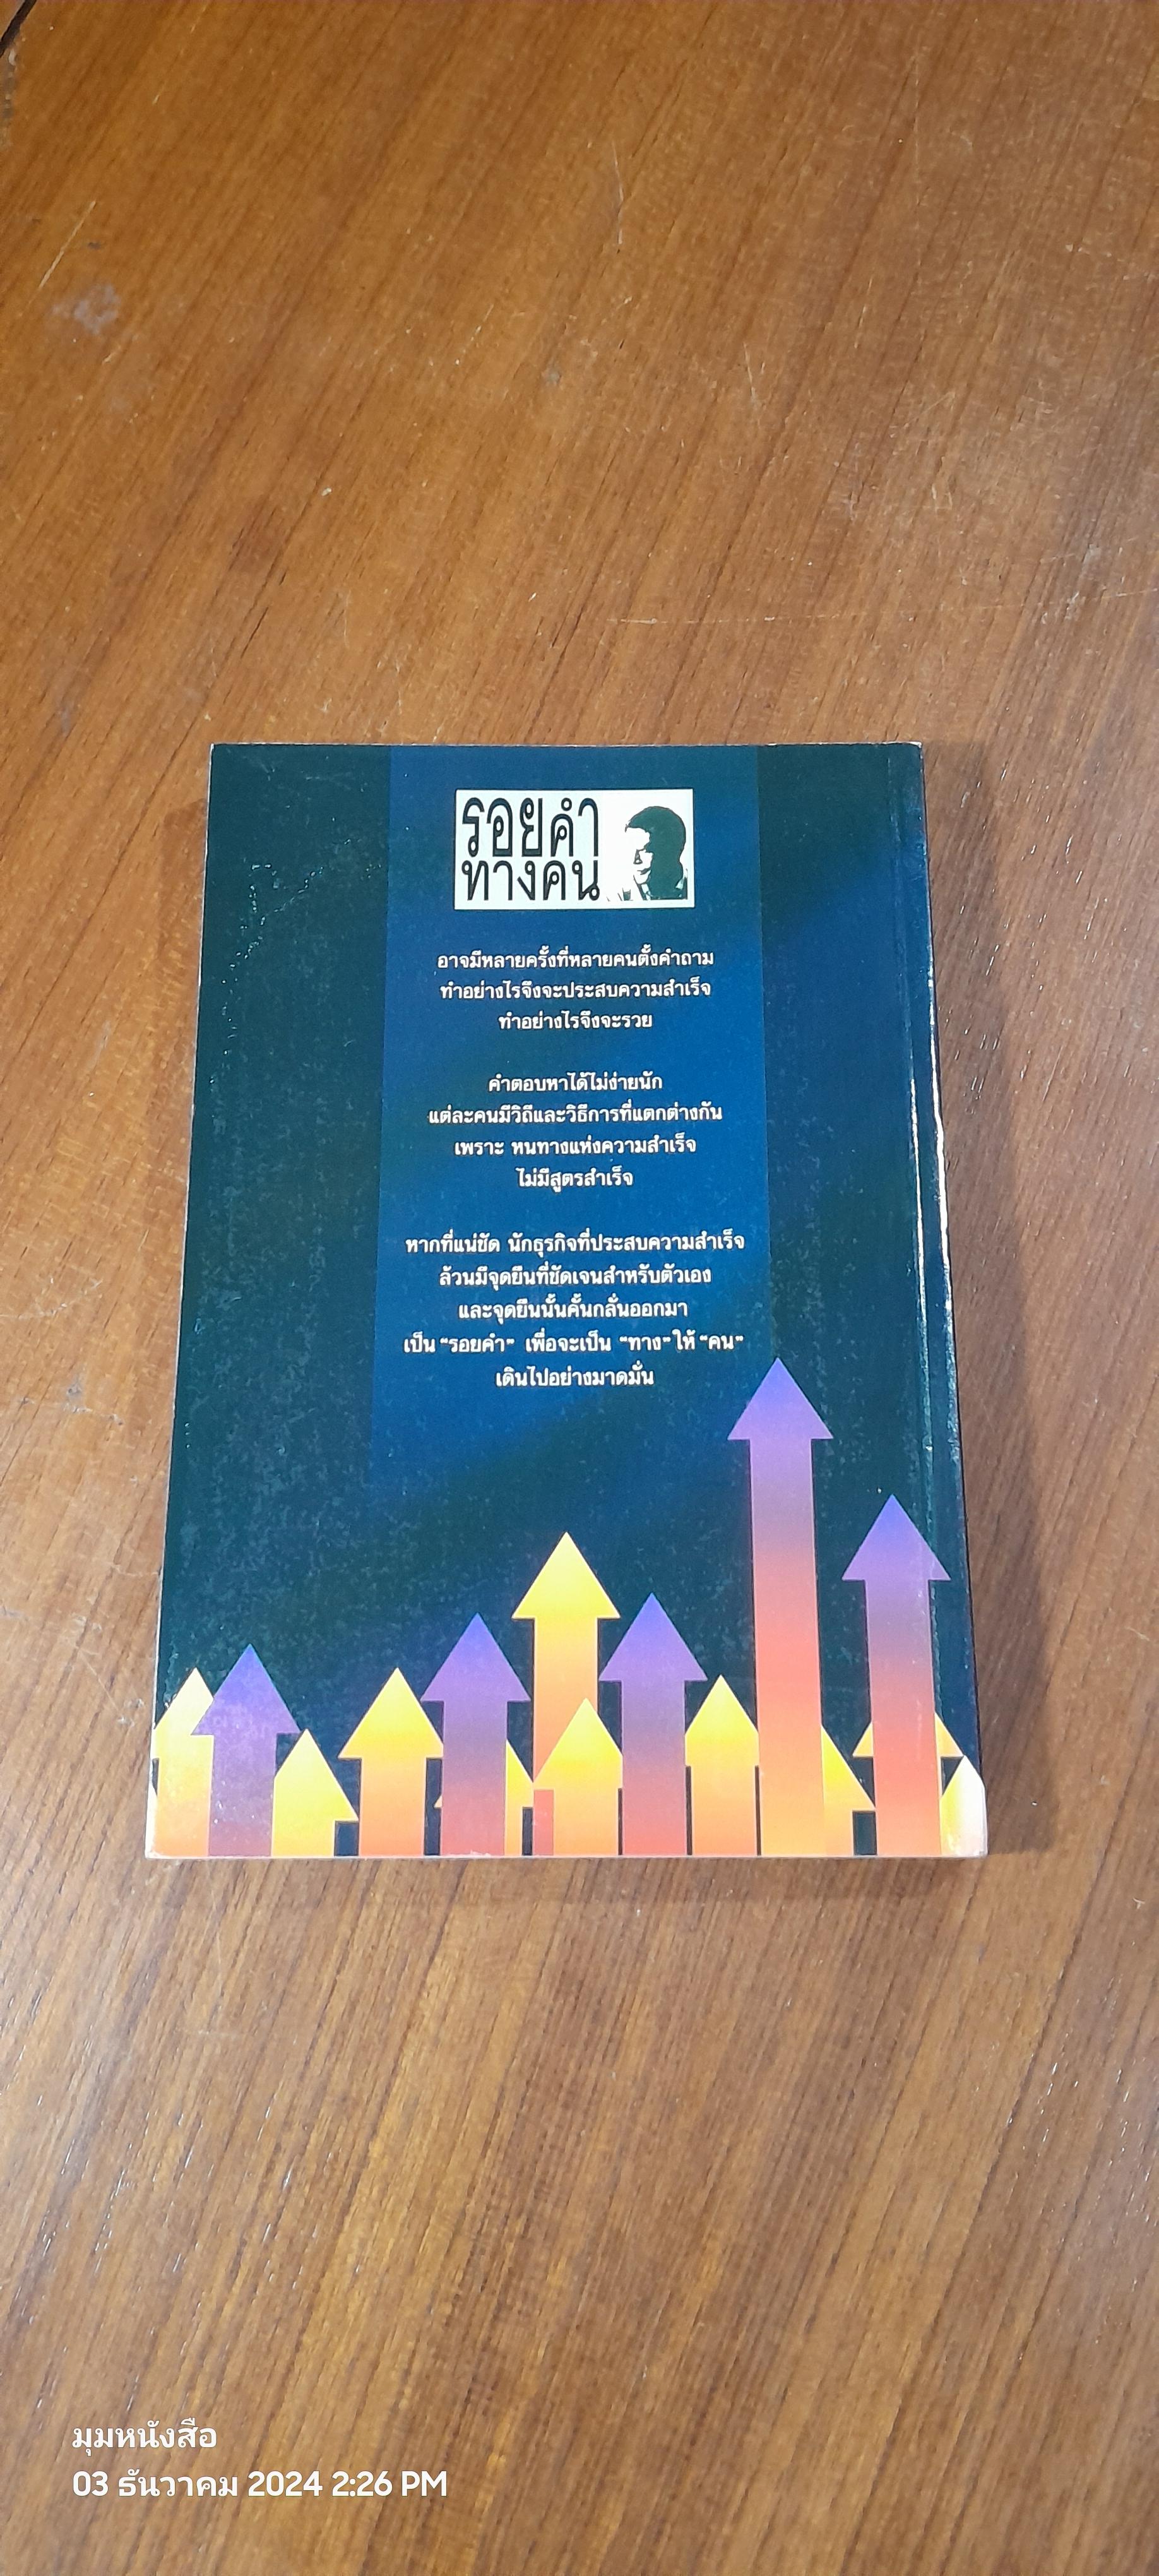 รอยคำ
ทางคน
อาจมีหลายครั้งที่หลายคนตั้งคำถาม
ทำอย่างไรจึงจะประสบความสำเร็จ
ทำอย่างไรจึงจะรวย
คำตอบหาได้ไม่ง่ายนัก
แต่ละคนมีวิถีและวิธีการที่แตกต่างกัน
เพราะ หนทางแห่งความสำเร็จ
ไม่มีสูตรสำเร็จ
หากที่แน่ชัด นักธุรกิจที่ประสบความสำเร็จ
ล้วนมีจุดยืนที่ชัดเจนสำหรับตัวเอง
และจุดยืนนั้นคั้นกลั่นออกมา
เป็น "รอยคำ" เพื่อจะเป็น "ทาง" ให้ "คน"
เดินไปอย่างมาดมั่น
มุมหนังสือ
03 ธันวาคม 2024 2:26 PM